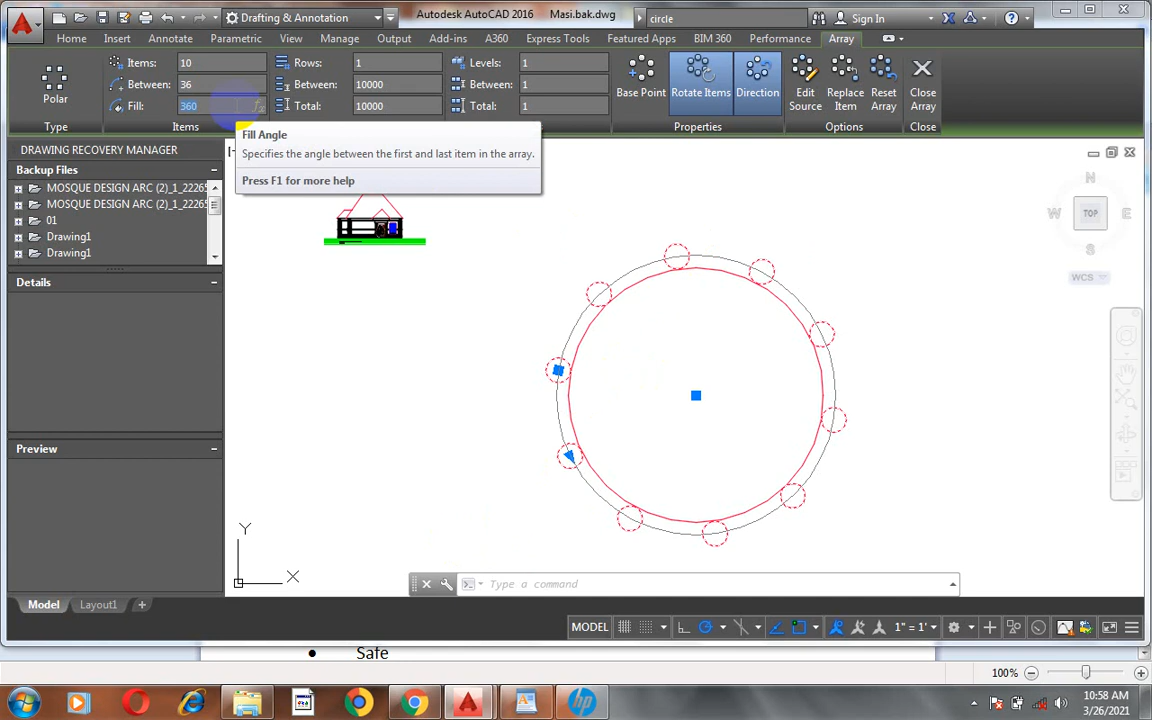 Drafting & Annotation
Autodesk AutoCAD 2016 Masi.bak.dwg
circle
Sign In
Home Insert Annotate Parametric View Manage Output Add-ins A360 Express Tools Featured Apps BIM 360 Performance Array
Items: 10 Rows: 1 Levels: 1
Between: 36 Between: 10000 Between: 1
Fill: 360 Total: 10000 Total: 1
Polar
Base Point Rotate Items Direction Edit Source Replace Item Reset Array Close Array
Type Items Properties Options Close
Fill Angle
Specifies the angle between the first and last item in the array.
Press F1 for more help
DRAWING RECOVERY MANAGER
Backup Files
MOSQUE DESIGN ARC (2)_1_2226
MOSQUE DESIGN ARC (2)_1_2226
01
Drawing1
Drawing1
Details
Preview
N
W TOP E
S
WCS
Y
X
Type a command
Model Layout1 +
MODEL 1" = 1'
Safe
100%
10:58 AM
3/26/2021